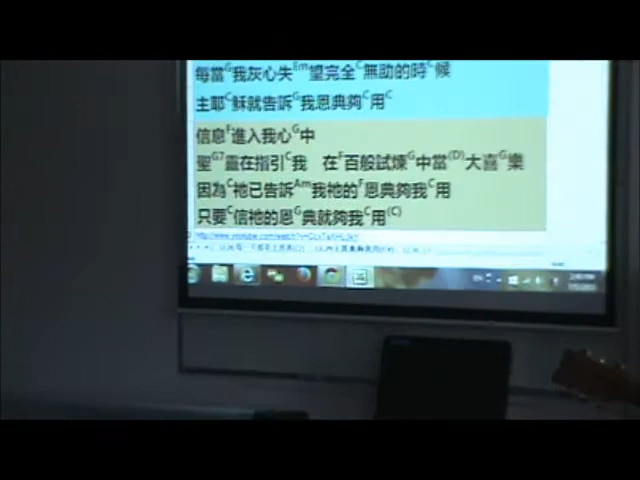 每當G我灰心失Em望完全C無助的時G候
主耶C穌就告訴G我恩典夠C用C
信息F進入我心G中
聖G7靈在指引C我 在F百般試煉G中當(D)大喜G樂
因為C祂已告訴Am我祂的F恩典夠我C用
只要C信祂的恩G典就夠我C用(C)